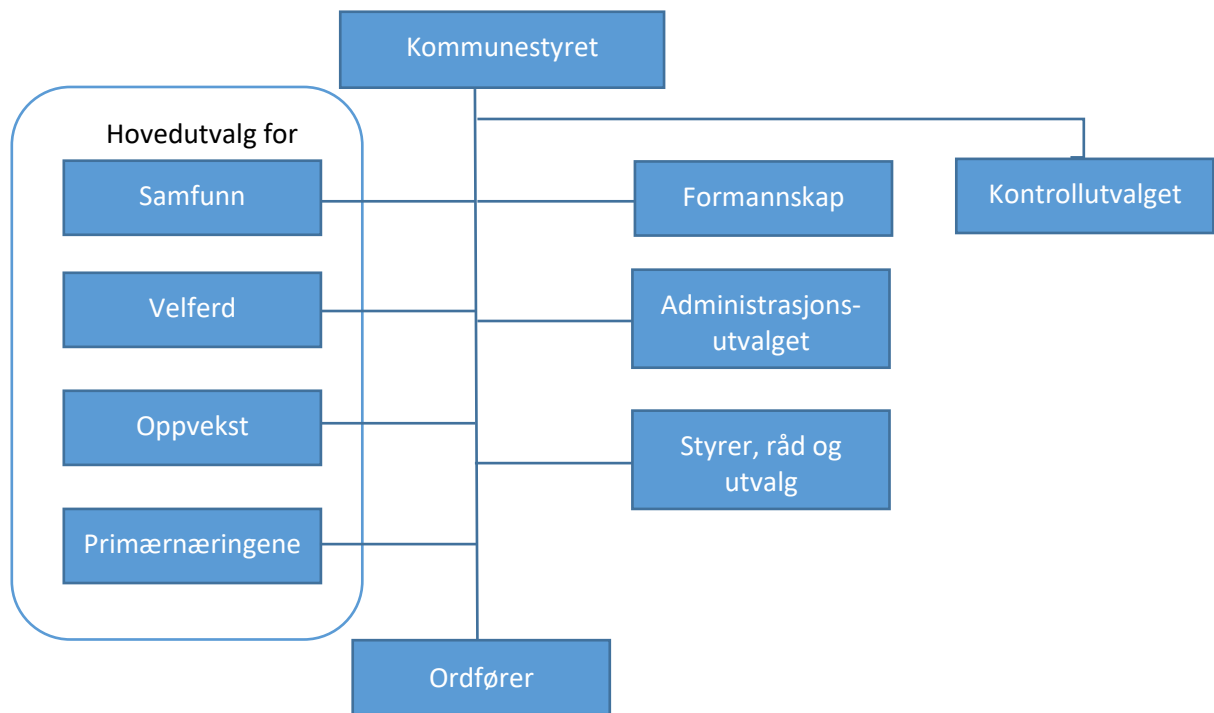 Kommunestyret
Hovedutvalg for
Samfunn
Formannskap
Kontrollutvalget
Velferd
Administrasjons-
utvalget
Oppvekst
Styrer, råd og
utvalg
Primærnæringene
Ordfører